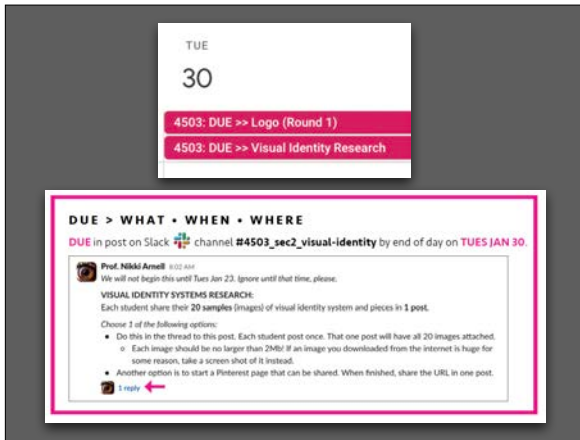 TUE
30
4503: DUE >> Logo (Round 1)
4503: DUE >> Visual Identity Research
DUE > WHAT • WHEN • WHERE
DUE in post on Slack channel #4503_sec2_visual-identity by end of day on TUES JAN 30.
Prof. Nikki Arnell 8:02 AM
We will not begin this until Tues Jan 23. Ignore until that time, please.
VISUAL IDENTITY SYSTEMS RESEARCH:
Each student share their 20 samples (images) of visual identity system and pieces in 1 post.
Choose 1 of the following options:
• Do this in the thread to this post. Each student post once. That one post will have all 20 images attached.
○ Each image should be no larger than 2Mb! If an image you downloaded from the internet is huge for
some reason, take a screen shot of it instead.
• Another option is to start a Pinterest page that can be shared. When finished, share the URL in one post.
1 reply